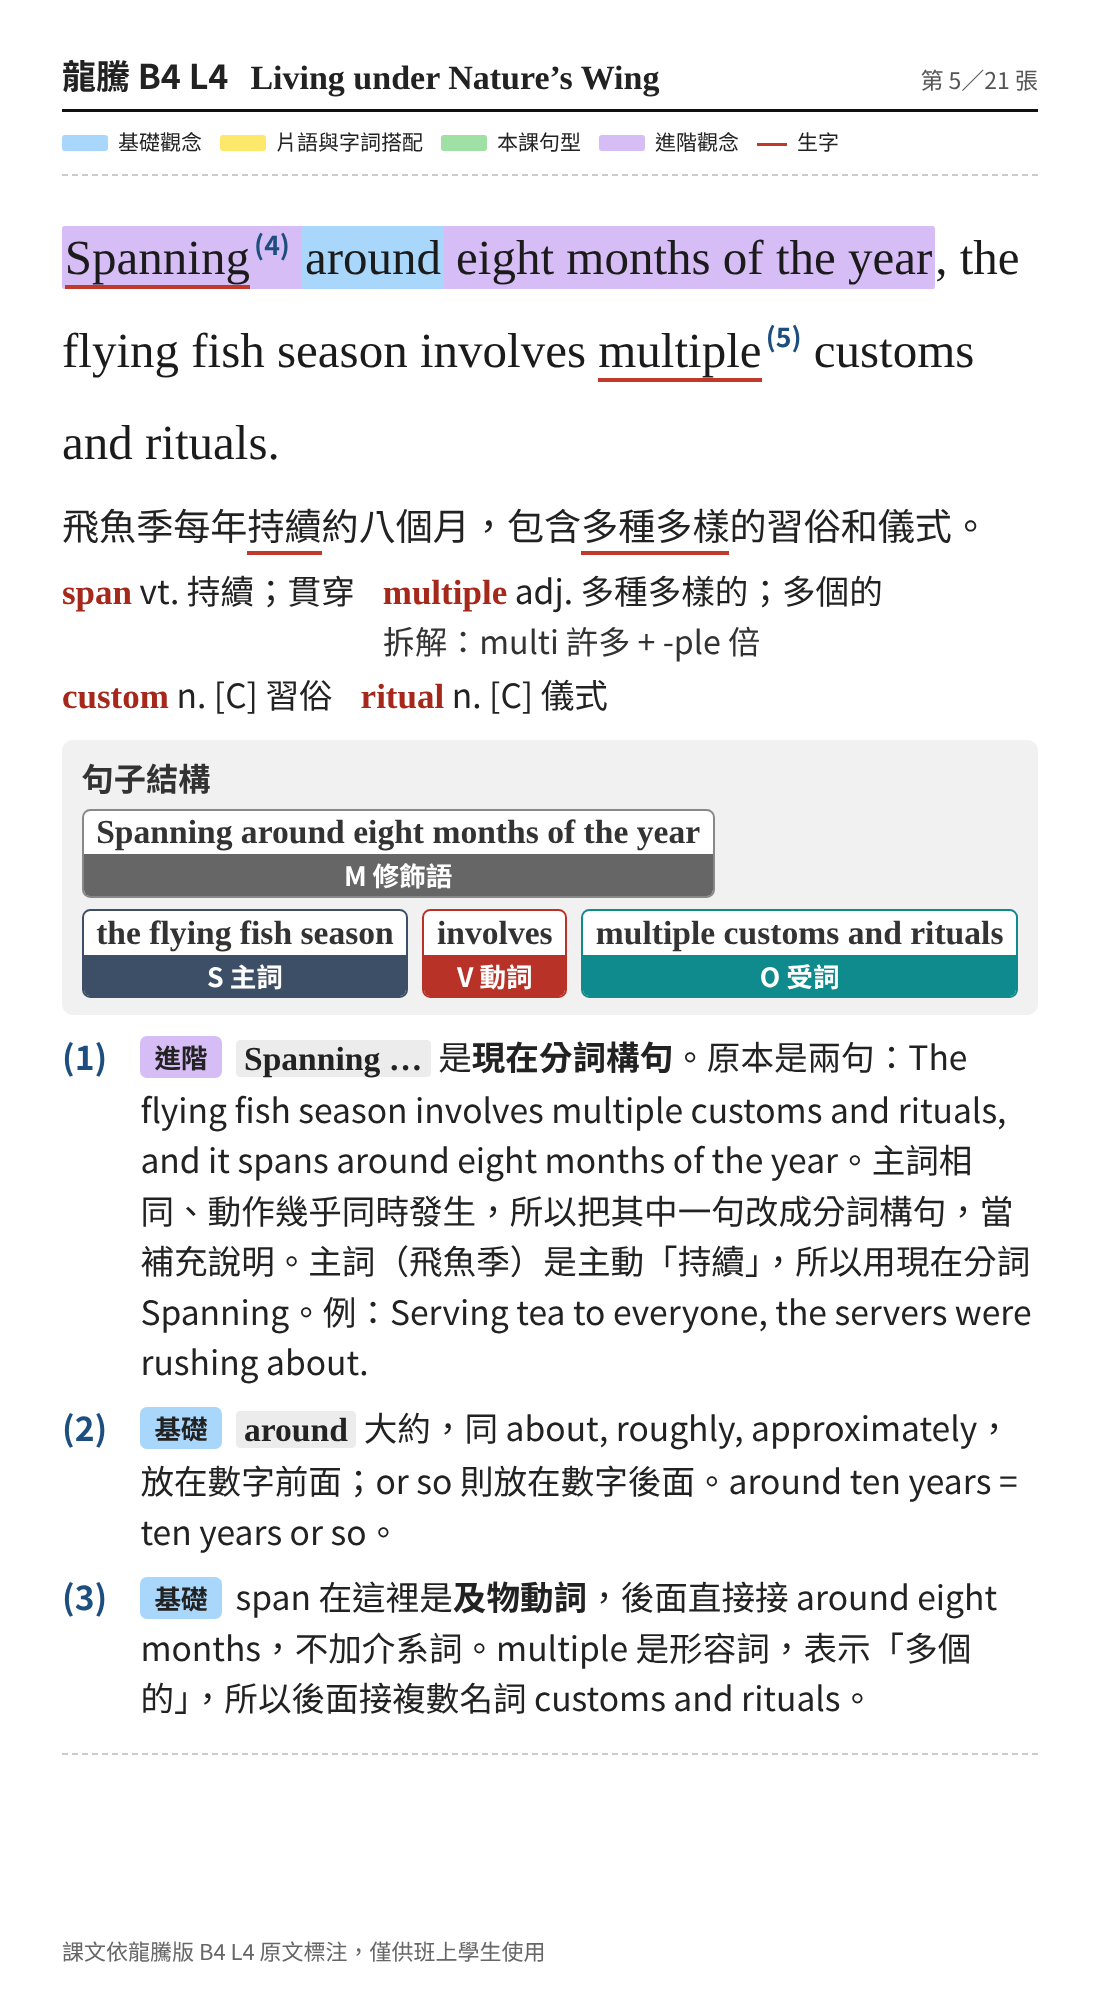 龍騰 B4 L4 Living under Nature’s Wing 第 5／21 張
基礎觀念 片語與字詞搭配 本課句型 進階觀念 生字
Spanning(4) around eight months of the year, the
flying fish season involves multiple(5) customs
and rituals.
飛魚季每年持續約八個月，包含多種多樣的習俗和儀式。
span vt. 持續；貫穿 multiple adj. 多種多樣的；多個的
拆解：multi 許多 + -ple 倍
custom n. [C] 習俗 ritual n. [C] 儀式
句子結構
Spanning around eight months of the year
M 修飾語
the flying fish season involves multiple customs and rituals
S 主詞 V 動詞 O 受詞
(1) 進階 Spanning … 是現在分詞構句。原本是兩句：The
flying fish season involves multiple customs and rituals,
and it spans around eight months of the year。主詞相
同、動作幾乎同時發生，所以把其中一句改成分詞構句，當
補充說明。主詞（飛魚季）是主動「持續」，所以用現在分詞
Spanning。例：Serving tea to everyone, the servers were
rushing about.
(2) 基礎 around 大約，同 about, roughly, approximately，
放在數字前面；or so 則放在數字後面。around ten years =
ten years or so。
(3) 基礎 span 在這裡是及物動詞，後面直接接 around eight
months，不加介系詞。multiple 是形容詞，表示「多個
的」，所以後面接複數名詞 customs and rituals。
課文依龍騰版 B4 L4 原文標注，僅供班上學生使用